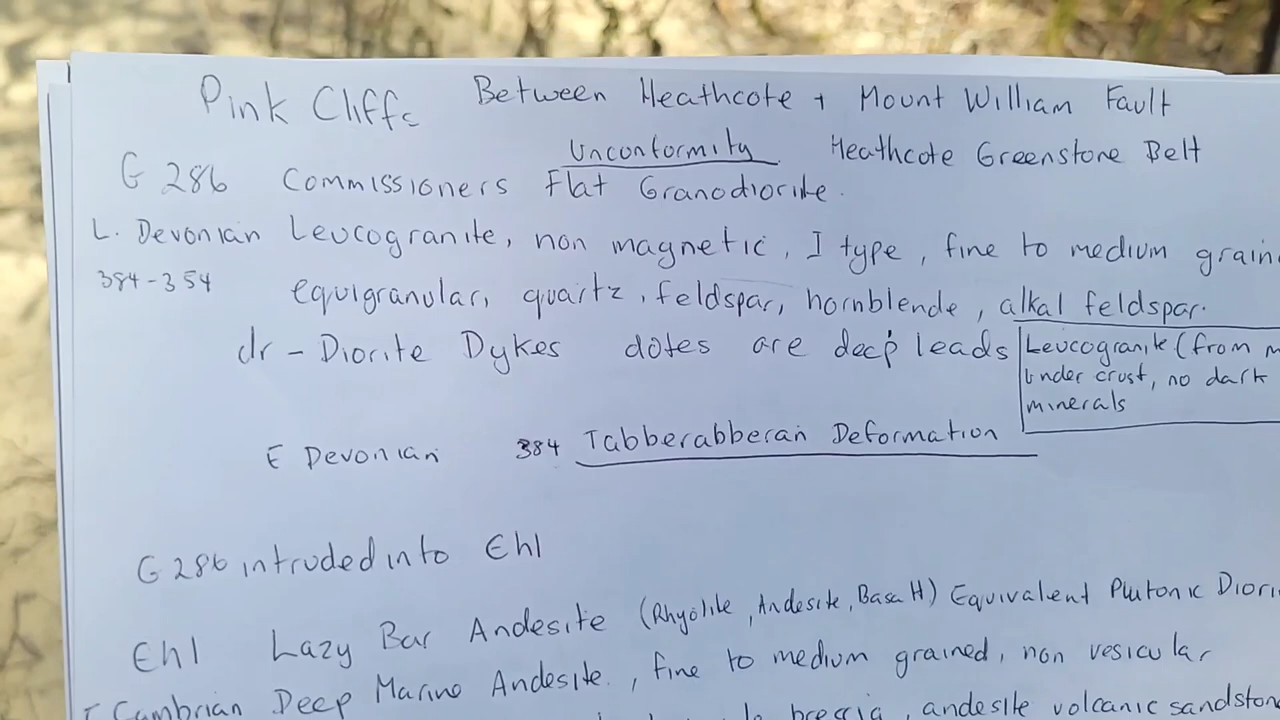 Pink Cliffs Between Heathcote + Mount William Fault
Unconformity Heathcote Greenstone Belt
G 286 Commissioners Flat Granodiorite.
L. Devonian Leucogranite, non magnetic, I type, fine to medium grain
384-354 equigranular, quartz, feldspar, hornblende, alkal feldspar.
dr - Diorite Dykes dotes are deep leads
Leucogranite (from m
under crust, no dark
minerals
E Devonian 384 Tabberabberan Deformation
G 286 intruded into Ehl
Ehl Lazy Bar Andesite (Rhyolite, Andesite, Basalt) Equivalent Plutonic Diori
Cambrian Deep Marine Andesite, fine to medium grained, non vesicular
breccia, andesite volcanic sandston